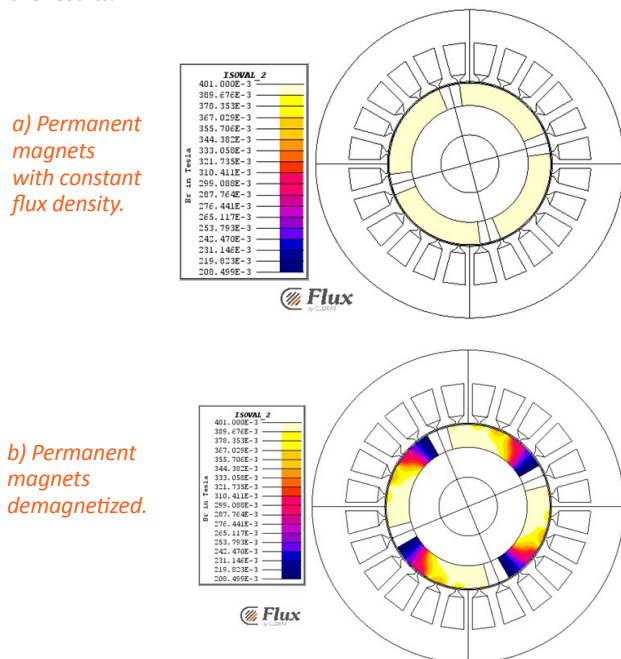 a) Permanent
magnets
with constant
flux density.
ISOVAL_2
401.000E-3
389.676E-3
378.353E-3
367.029E-3
355.706E-3
344.382E-3
333.058E-3
321.735E-3
310.411E-3
299.088E-3
287.764E-3
276.441E-3
265.117E-3
253.793E-3
242.470E-3
231.146E-3
219.823E-3
208.499E-3
Br in Tesla
Flux
b) Permanent
magnets
demagnetized.
ISOVAL_2
401.000E-3
389.676E-3
378.353E-3
367.029E-3
355.706E-3
344.382E-3
333.058E-3
321.735E-3
310.411E-3
299.088E-3
287.764E-3
276.441E-3
265.117E-3
253.793E-3
242.470E-3
231.146E-3
219.823E-3
208.499E-3
Br in Tesla
Flux